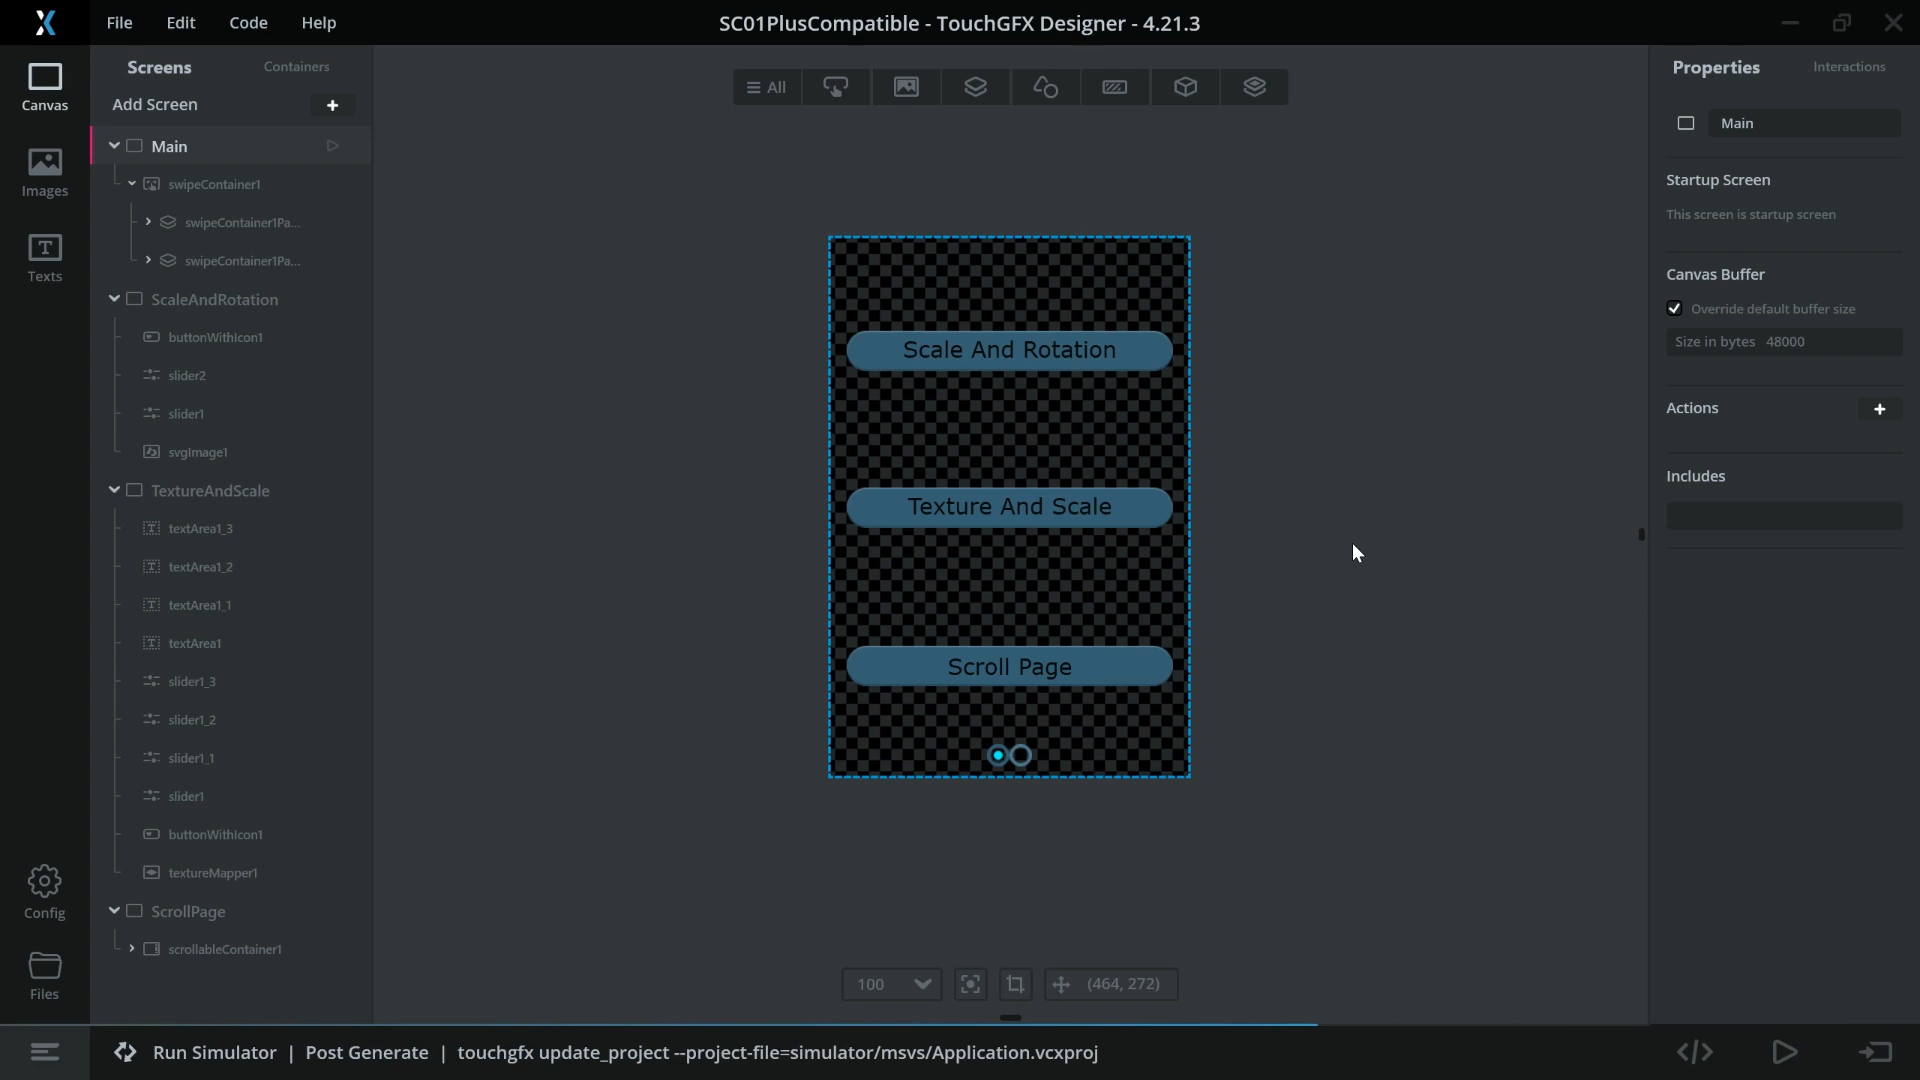 File Edit Code Help
SC01PlusCompatible - TouchGFX Designer - 4.21.3
Canvas
Images
Texts
Config
Files
Screens Containers
Add Screen
Main
swipeContainer1
swipeContainer1Pa...
swipeContainer1Pa...
ScaleAndRotation
buttonWithIcon1
slider2
slider1
svgImage1
TextureAndScale
textArea1_3
textArea1_2
textArea1_1
textArea1
slider1_3
slider1_2
slider1_1
slider1
buttonWithIcon1
textureMapper1
ScrollPage
scrollableContainer1
All
Scale And Rotation
Texture And Scale
Scroll Page
100
(464, 272)
Properties Interactions
Main
Startup Screen
This screen is startup screen
Canvas Buffer
Override default buffer size
Size in bytes 48000
Actions
Includes
Run Simulator | Post Generate | touchgfx update_project --project-file=simulator/msvs/Application.vcxproj